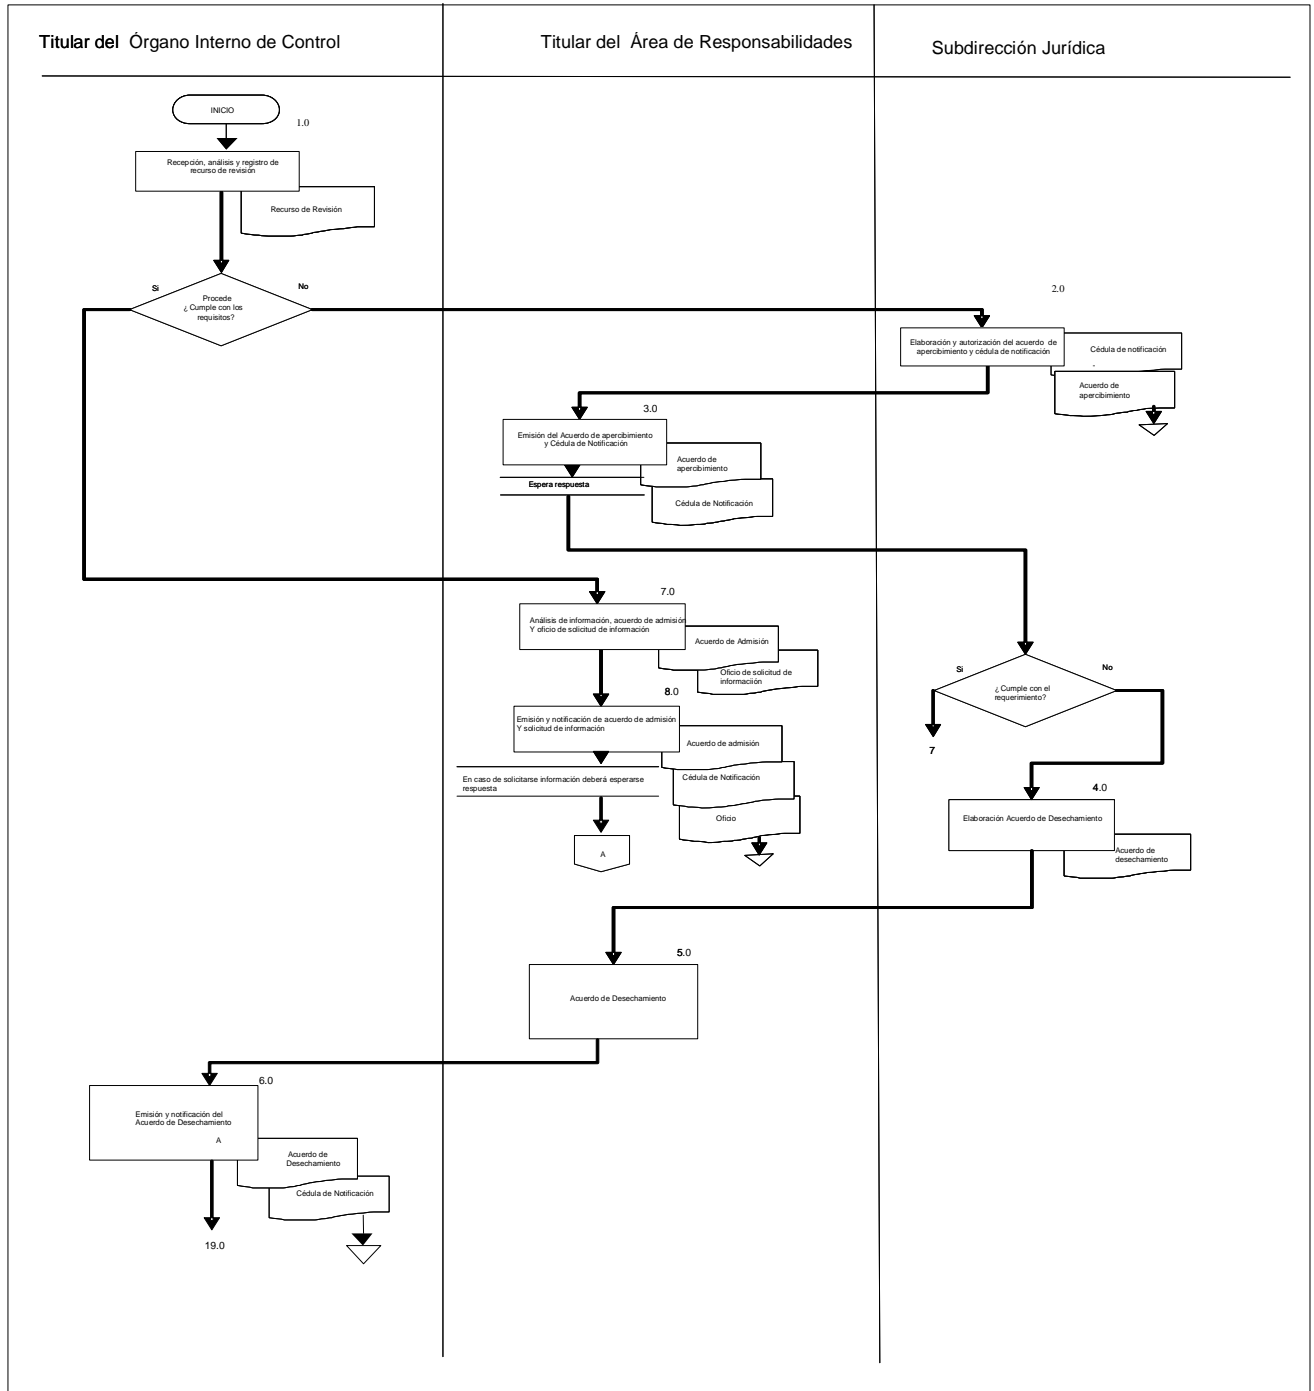 Titular del Órgano Interno de Control
Titular del Área de Responsabilidades
Subdirección Jurídica
INICIO
1.0
Recepción, análisis y registro de
recurso de revisión
Recurso de Revisión
Si
No
Procede
¿ Cumple con los
requisitos?
2.0
Elaboración y autorización del acuerdo de
apercibimiento y cédula de notificación
Cédula de notificación
Acuerdo de
apercibimiento
3.0
Emisión del Acuerdo de apercibimiento
y Cédula de Notificación
Acuerdo de
apercibimiento
Espera respuesta
Cédula de Notificación
7.0
Análisis de información, acuerdo de admisión
Y oficio de solicitud de información
Acuerdo de Admisión
Oficio de solicitud de
informaciión
Si
No
¿ Cumple con el
requerimiento?
7
8.0
Emisión y notificación de acuerdo de admisión
Y solicitud de información
Acuerdo de admisión
En caso de solicitarse información deberá esperarse
respuesta
Cédula de Notificación
Oficio
A
4.0
Elaboración Acuerdo de Desechamiento
Acuerdo de
desechamiento
5.0
Acuerdo de Desechamiento
6.0
Emisión y notificación del
Acuerdo de Desechamiento
A
Acuerdo de
Desechamiento
Cédula de Notificación
19.0